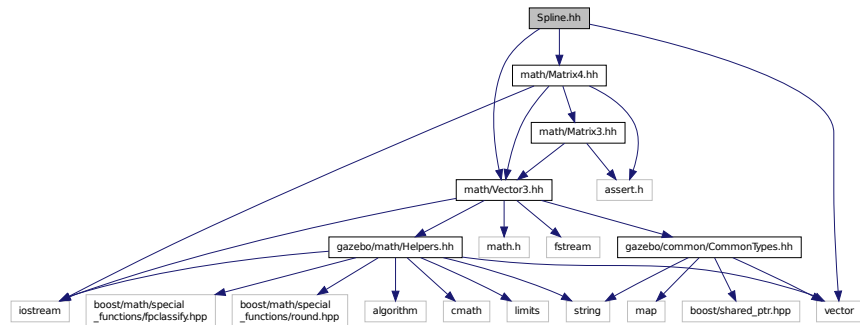 Spline.hh
math/Matrix4.hh
math/Matrix3.hh
math/Vector3.hh
assert.h
gazebo/math/Helpers.hh
math.h
fstream
gazebo/common/CommonTypes.hh
iostream
boost/math/special
_functions/fpclassify.hpp
boost/math/special
_functions/round.hpp
algorithm
cmath
limits
string
map
boost/shared_ptr.hpp
vector